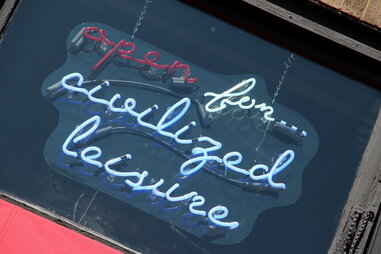 open for...
civilized
leisure